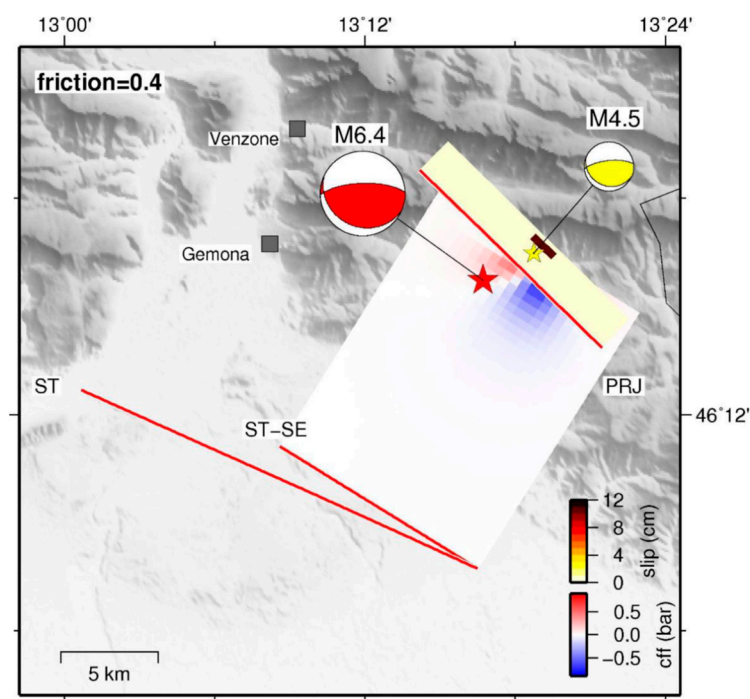 13°00'
13°12'
13°24'
friction=0.4
M4.5
M6.4
Venzone
Gemona
ST
PRJ
46°12'
ST−SE
12
8
4
0
slip (cm)
0.5
0.0
−0.5
cff (bar)
5 km